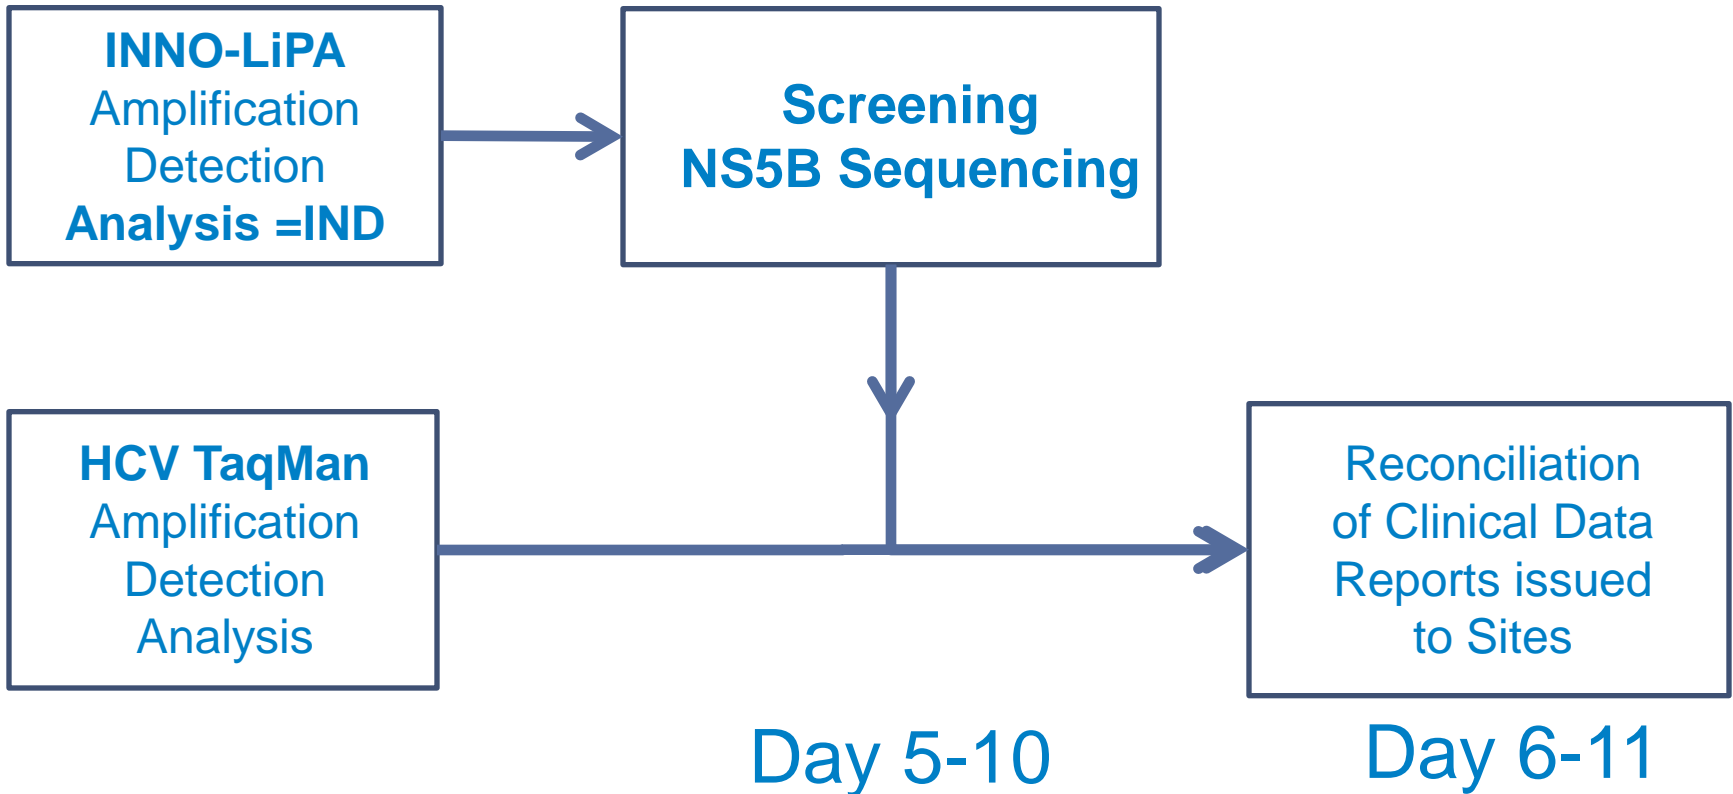 INNO-LiPA
Amplification
Detection
Analysis =IND
Screening
NS5B Sequencing
HCV TaqMan
Amplification
Detection
Analysis
Reconciliation
of Clinical Data
Reports issued
to Sites
Day 5-10
Day 6-11